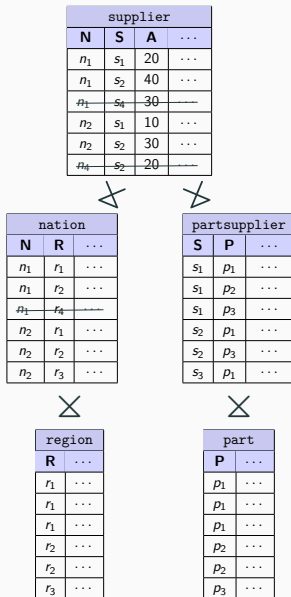 supplier
N S A ···
n₁ s₁ 20 ···
n₁ s₂ 40 ···
n₁ s₄ 30 ···
n₂ s₁ 10 ···
n₂ s₂ 30 ···
n₄ s₂ 20 ···
nation
N R ···
n₁ r₁ ···
n₁ r₂ ···
n₁ r₄ ···
n₂ r₁ ···
n₂ r₂ ···
n₂ r₃ ···
partsupplier
S P ···
s₁ p₁ ···
s₁ p₂ ···
s₁ p₃ ···
s₂ p₁ ···
s₂ p₃ ···
s₃ p₁ ···
region
R ···
r₁ ···
r₁ ···
r₁ ···
r₂ ···
r₂ ···
r₃ ···
part
P ···
p₁ ···
p₁ ···
p₁ ···
p₂ ···
p₂ ···
p₃ ···